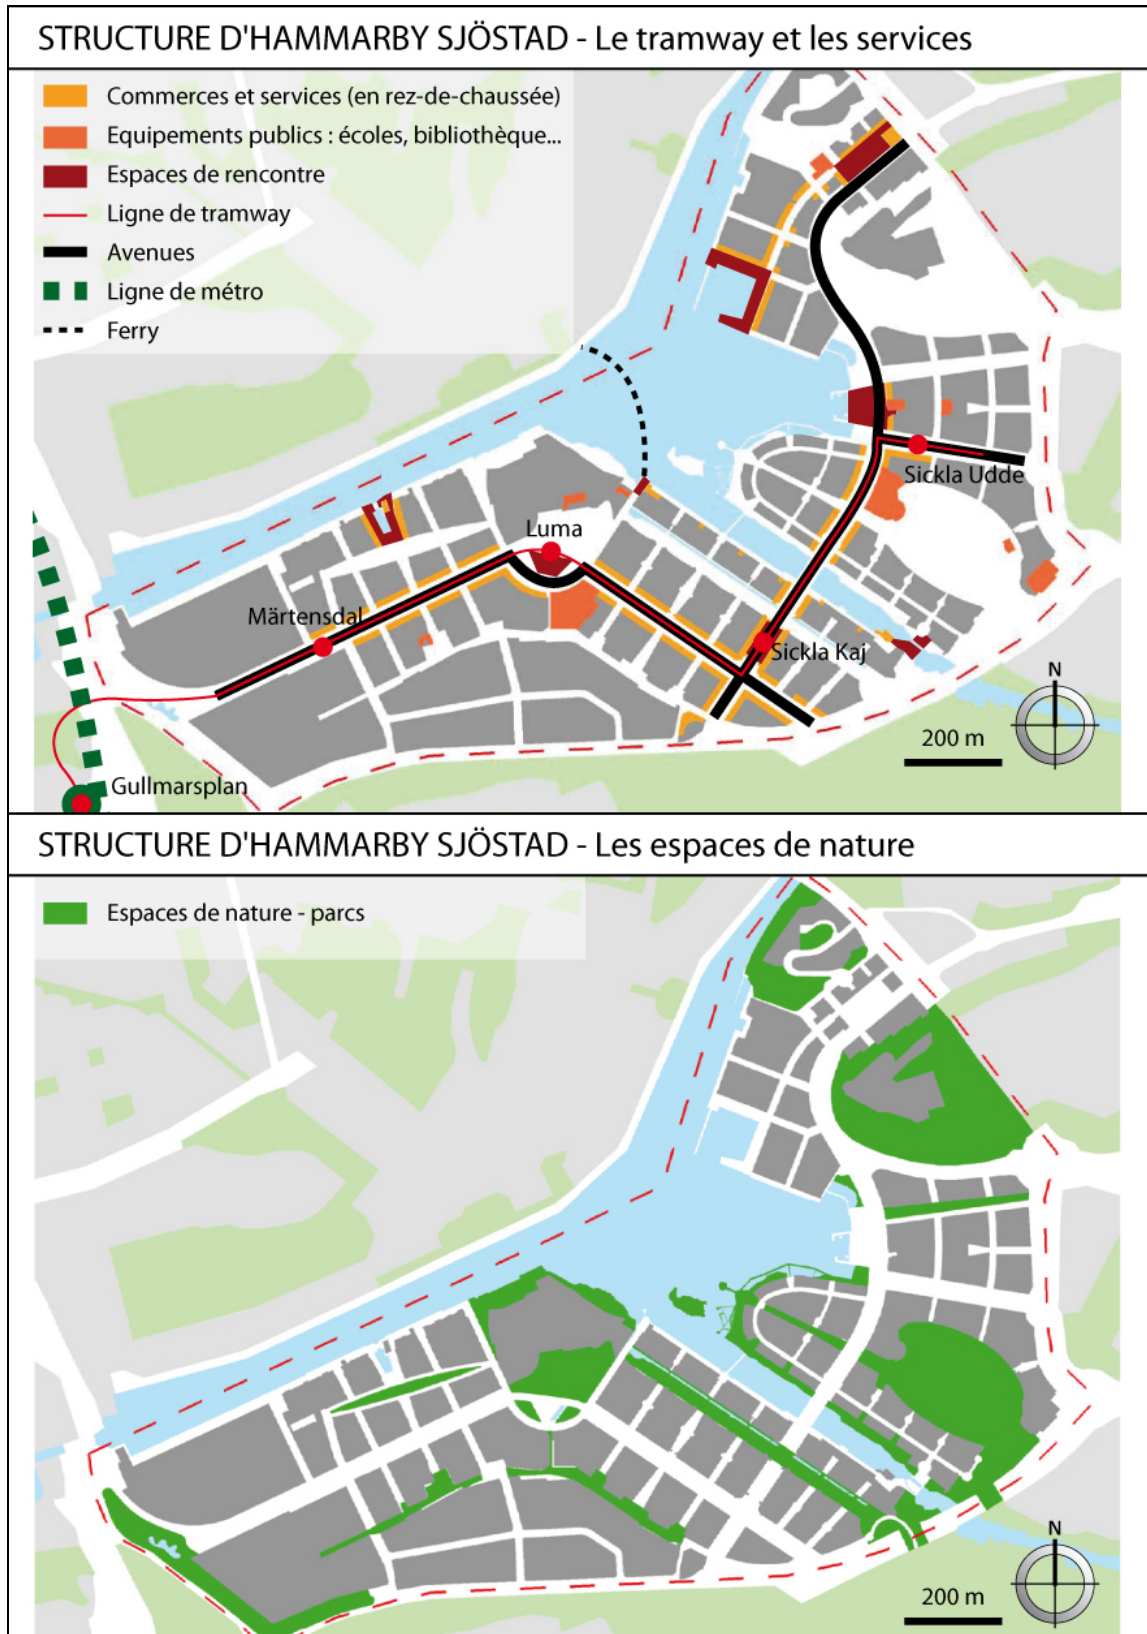 STRUCTURE D'HAMMARBY SJÖSTAD - Le tramway et les services
Commerces et services (en rez-de-chaussée)
Equipements publics : écoles, bibliothèque...
Espaces de rencontre
Ligne de tramway
Avenues
Ligne de métro
Ferry
Sickla Udde
Luma
Märtensdal
Sickla Kaj
N
200 m
Gullmarsplan
STRUCTURE D'HAMMARBY SJÖSTAD - Les espaces de nature
Espaces de nature - parcs
N
200 m